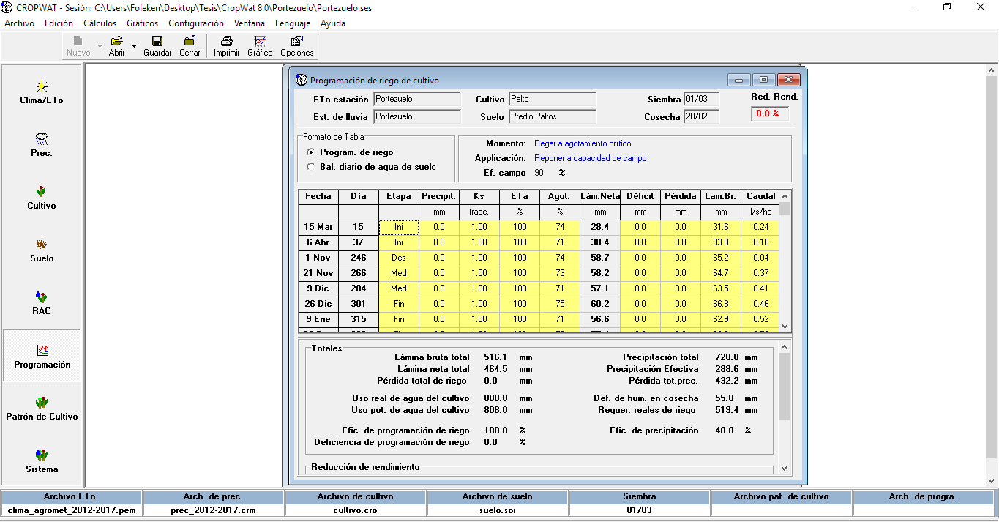 CROPWAT - Sesión: C:\Users\Foleken\Desktop\Tesis\CropWat 8.0\Portezuelo\Portezuelo.ses
Archivo Edición Cálculos Gráficos Configuración Ventana Lenguaje Ayuda
Nuevo Abrir Guardar Cerrar Imprimir Gráfico Opciones
Clima/ETo
Prec.
Cultivo
Suelo
RAC
Programación
Patrón de Cultivo
Sistema
Programación de riego de cultivo
ETo estación Portezuelo Cultivo Palto Siembra 01/03 Red. Rend.
Est. de lluvia Portezuelo Suelo Predio Paltos Cosecha 28/02 0.0 %
Formato de Tabla
Program. de riego
Bal. diario de agua de suelo
Momento: Regar a agotamiento crítico
Aplicación: Reponer a capacidad de campo
Ef. campo 90 %
Fecha Día Etapa Precipit. Ks ETa Agot. Lám.Neta Déficit Pérdida Lam.Br. Caudal
mm fracc. % % mm mm mm mm l/s/ha
15 Mar 15 Ini 0.0 1.00 100 74 28.4 0.0 0.0 31.6 0.24
6 Abr 37 Ini 0.0 1.00 100 71 30.4 0.0 0.0 33.8 0.18
1 Nov 246 Des 0.0 1.00 100 74 58.7 0.0 0.0 65.2 0.04
21 Nov 266 Med 0.0 1.00 100 73 58.2 0.0 0.0 64.7 0.37
9 Dic 284 Med 0.0 1.00 100 71 57.1 0.0 0.0 63.5 0.41
26 Dic 301 Fin 0.0 1.00 100 75 60.2 0.0 0.0 66.8 0.46
9 Ene 315 Fin 0.0 1.00 100 71 56.6 0.0 0.0 62.9 0.52
Totales
Lámina bruta total 516.1 mm Precipitación total 720.8 mm
Lámina neta total 464.5 mm Precipitación Efectiva 288.6 mm
Pérdida total de riego 0.0 mm Pérdida tot.prec. 432.2 mm
Uso real de agua del cultivo 808.0 mm Def. de hum. en cosecha 55.0 mm
Uso pot. de agua del cultivo 808.0 mm Requer. reales de riego 519.4 mm
Efic. de programación de riego 100.0 % Efic. de precipitación 40.0 %
Deficiencia de programación de riego 0.0 %
Reducción de rendimiento
Archivo ETo Arch. de prec. Archivo de cultivo Archivo de suelo Siembra Archivo pat. de cultivo Arch. de progra.
clima_agromet_2012-2017.pem prec_2012-2017.crm cultivo.cro suelo.soi 01/03